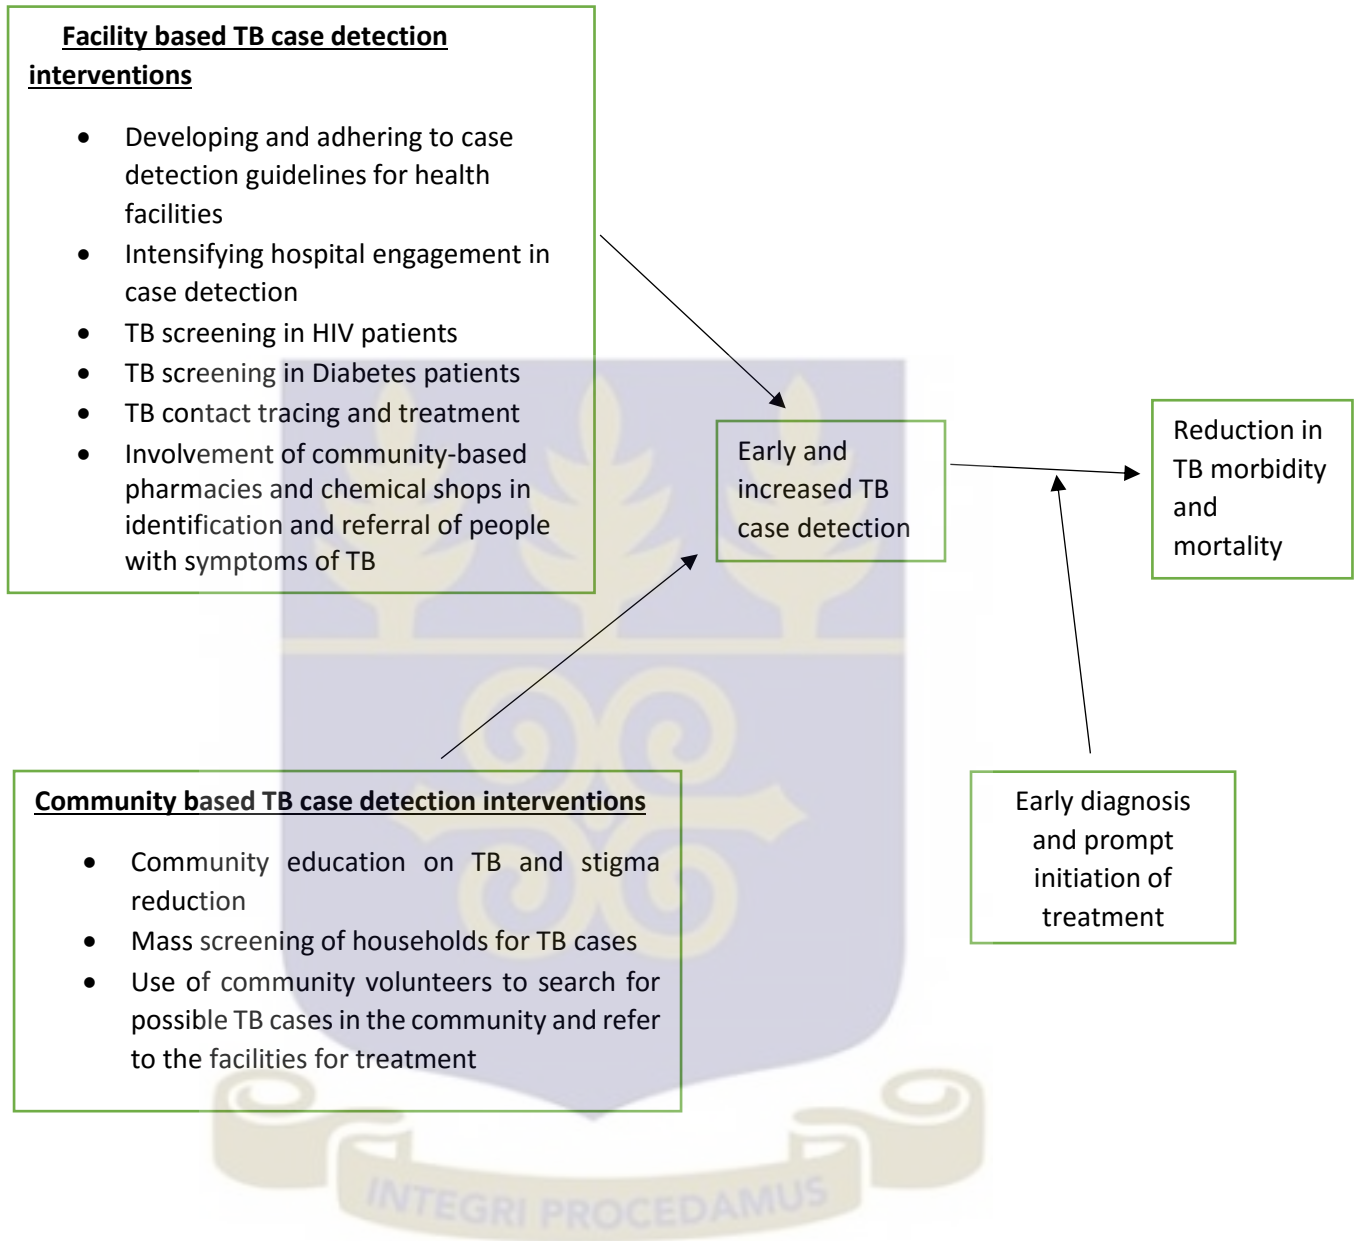 Facility based TB case detection
interventions
• Developing and adhering to case
detection guidelines for health
facilities
• Intensifying hospital engagement in
case detection
• TB screening in HIV patients
• TB screening in Diabetes patients
• TB contact tracing and treatment
• Involvement of community-based
pharmacies and chemical shops in
identification and referral of people
with symptoms of TB
Early and
increased TB
case detection
Reduction in
TB morbidity
and
mortality
Community based TB case detection interventions
• Community education on TB and stigma
reduction
• Mass screening of households for TB cases
• Use of community volunteers to search for
possible TB cases in the community and refer
to the facilities for treatment
Early diagnosis
and prompt
initiation of
treatment
INTEGRI PROCEDAMUS